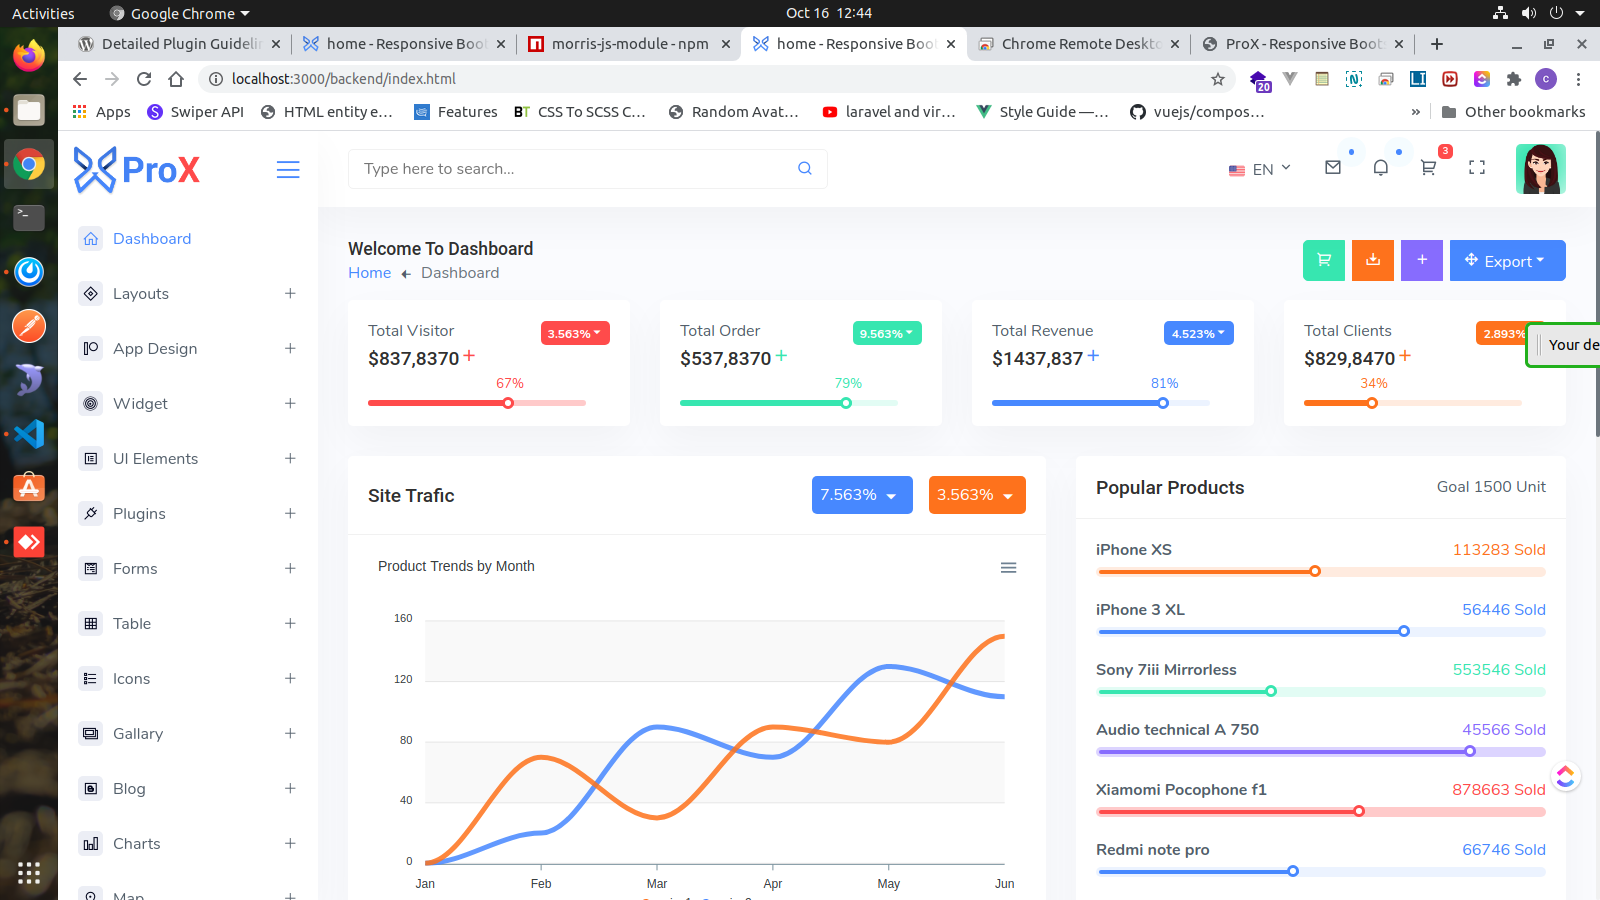 Activities
Google Chrome
Oct 16 12:44
Detailed Plugin Guidelin
home - Responsive Boot
morris-js-module - npm
home - Responsive Boot
Chrome Remote Deskto
ProX - Responsive Boots
localhost:3000/backend/index.html
20
LI
c
Apps
Swiper API
HTML entity e...
Features
BT CSS To SCSS C...
Random Avat...
laravel and vir...
Style Guide —...
vuejs/compos...
» Other bookmarks
ProX
Type here to search...
EN
3
Dashboard
Layouts
App Design
Widget
UI Elements
Plugins
Forms
Table
Icons
Gallary
Blog
Charts
Map
Welcome To Dashboard
Home
Dashboard
Export
Total Visitor
3.563%
$837,8370
67%
Total Order
9.563%
$537,8370
79%
Total Revenue
4.523%
$1437,837
81%
Total Clients
2.893%
$829,8470
34%
Your de
Site Trafic
7.563%
3.563%
Product Trends by Month
160
120
80
40
0
Jan
Feb
Mar
Apr
May
Jun
Popular Products
Goal 1500 Unit
iPhone XS
113283 Sold
iPhone 3 XL
56446 Sold
Sony 7iii Mirrorless
553546 Sold
Audio technical A 750
45566 Sold
Xiamomi Pocophone f1
878663 Sold
Redmi note pro
66746 Sold